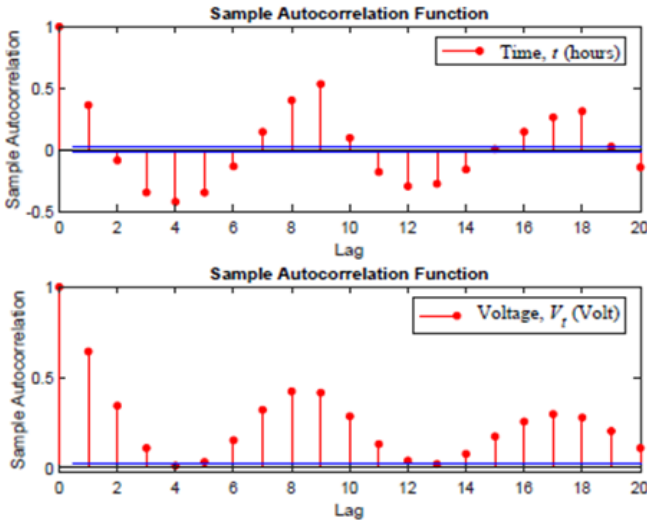 Sample Autocorrelation Function
Sample Autocorrelation
1
0.5
0
-0.5
Time, t (hours)
0 2 4 6 8 10 12 14 16 18 20
Lag
Sample Autocorrelation Function
Sample Autocorrelation
1
0.5
0
Voltage, V_t (Volt)
0 2 4 6 8 10 12 14 16 18 20
Lag